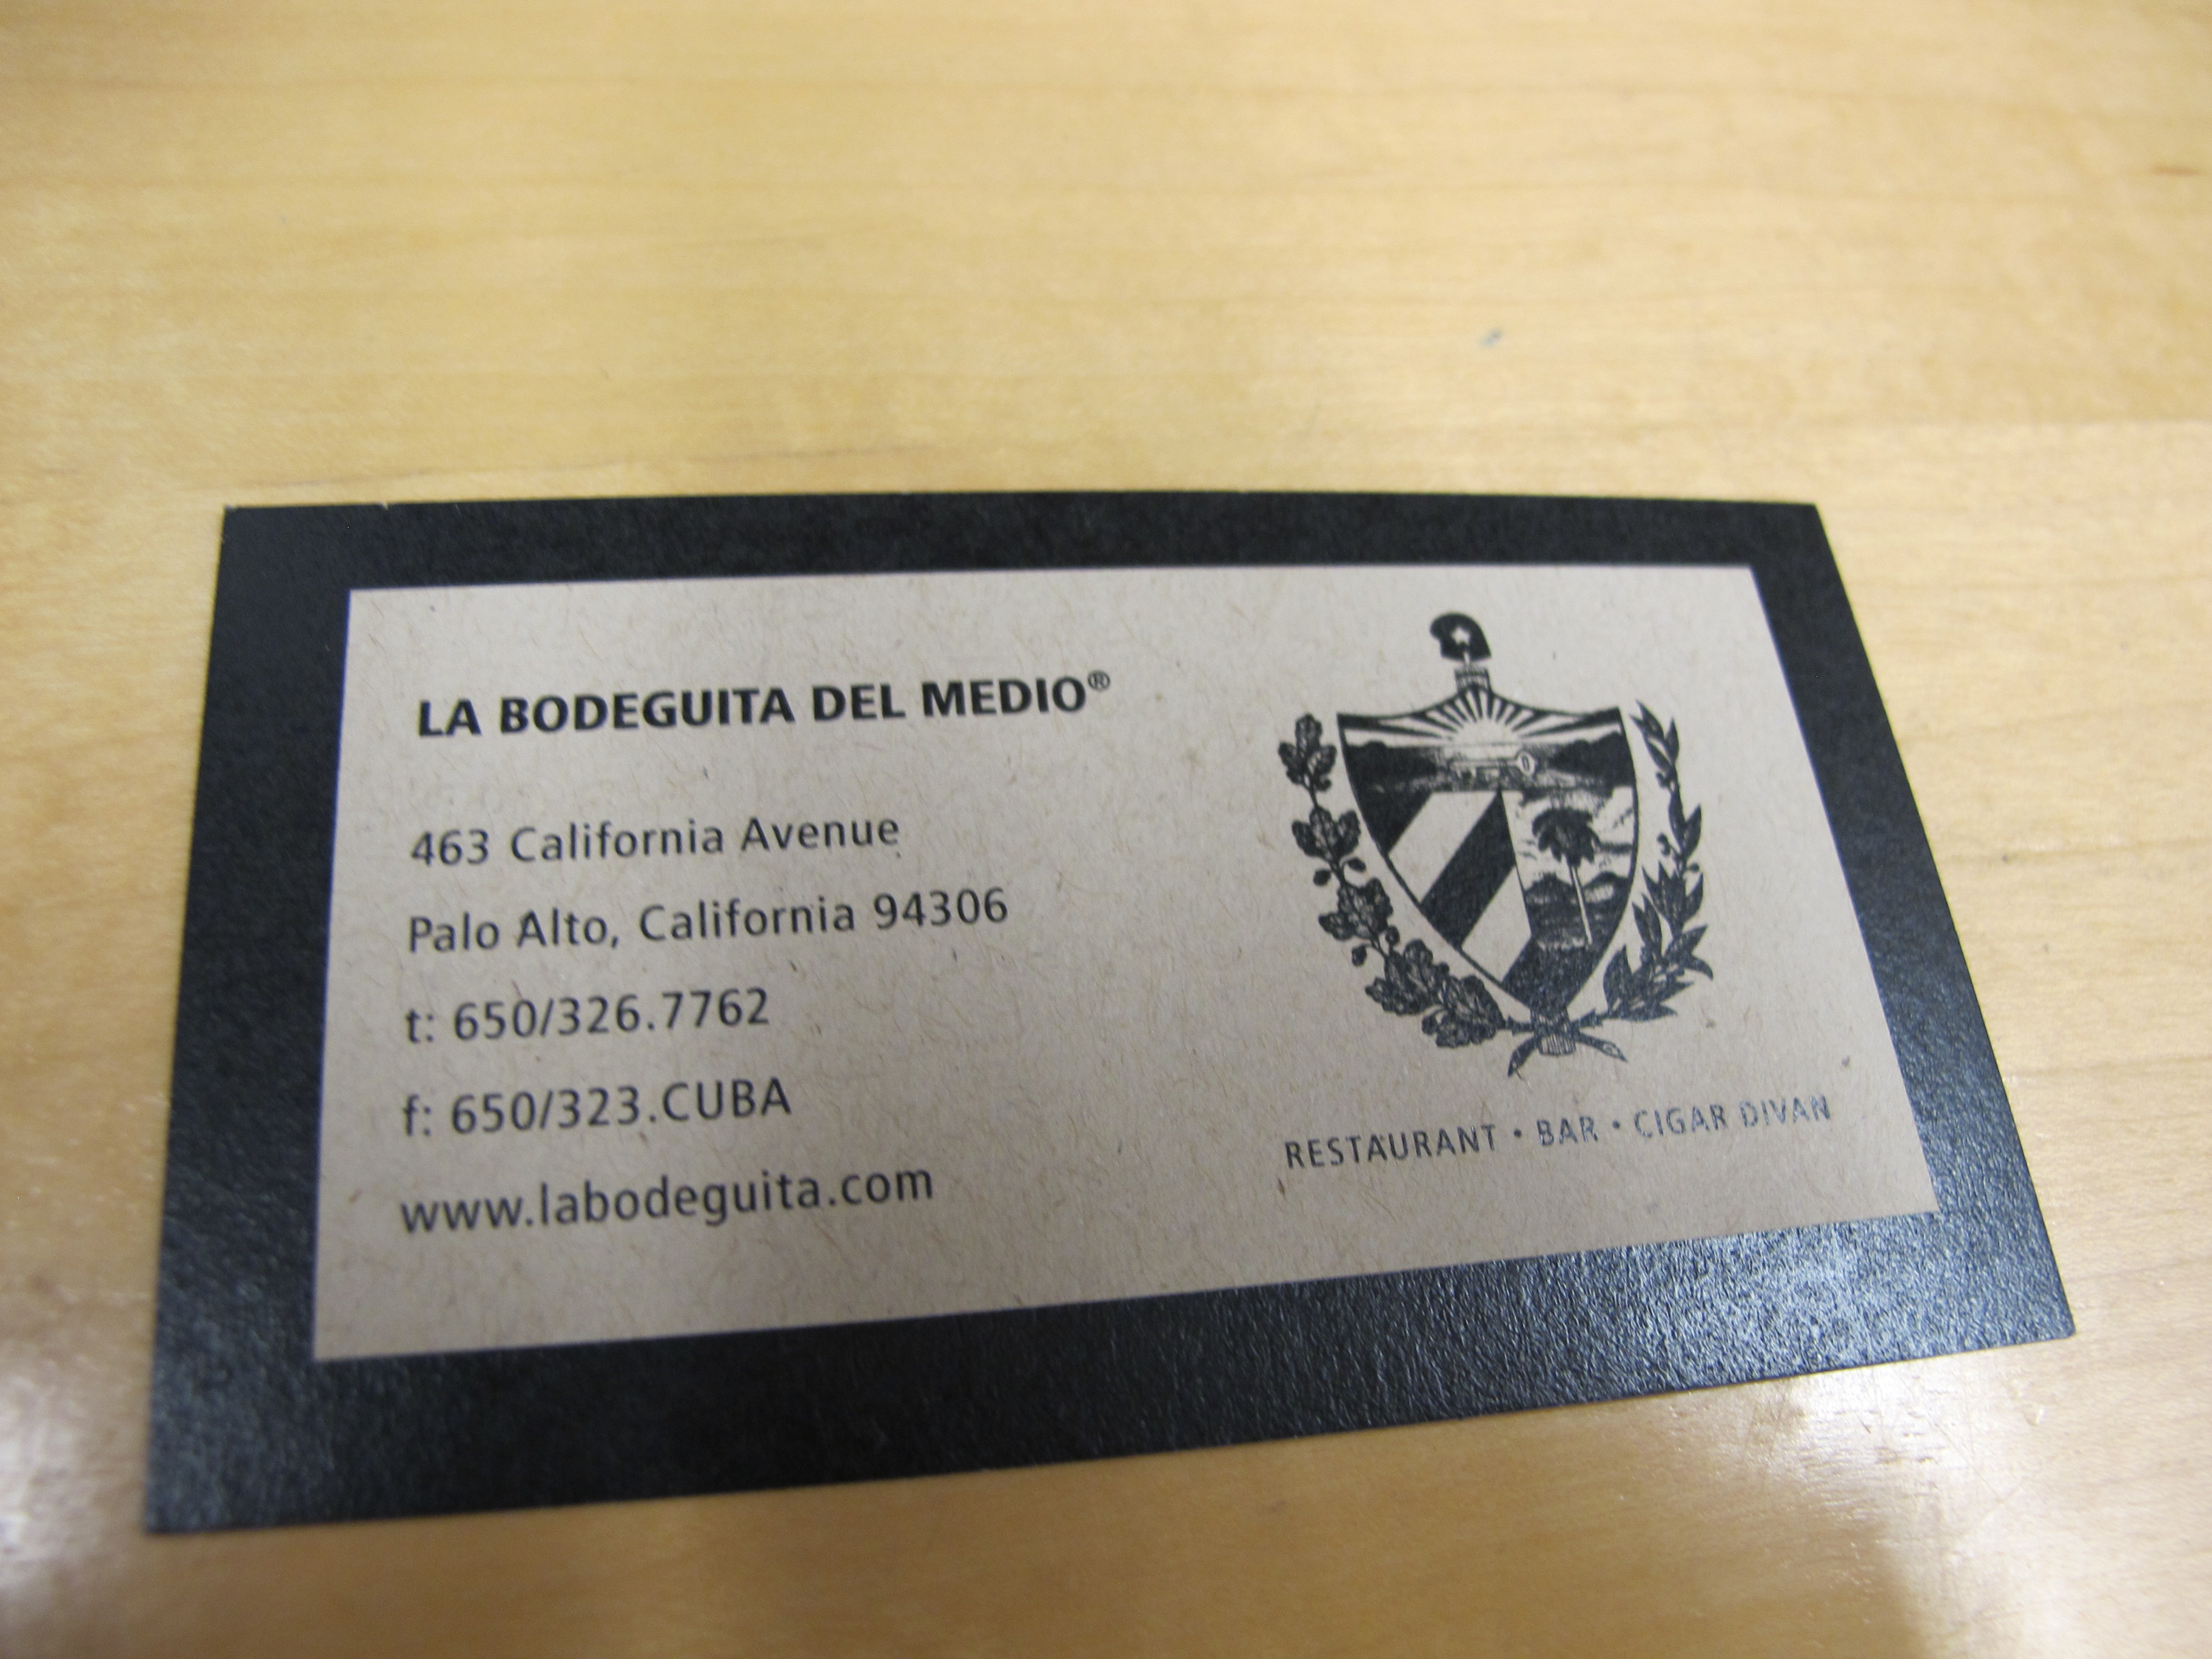 LA BODEGUITA DEL MEDIO®
463 California Avenue
Palo Alto, California 94306
t: 650/326.7762
f: 650/323.CUBA
www.labodeguita.com
RESTAURANT • BAR • CIGAR DIVAN